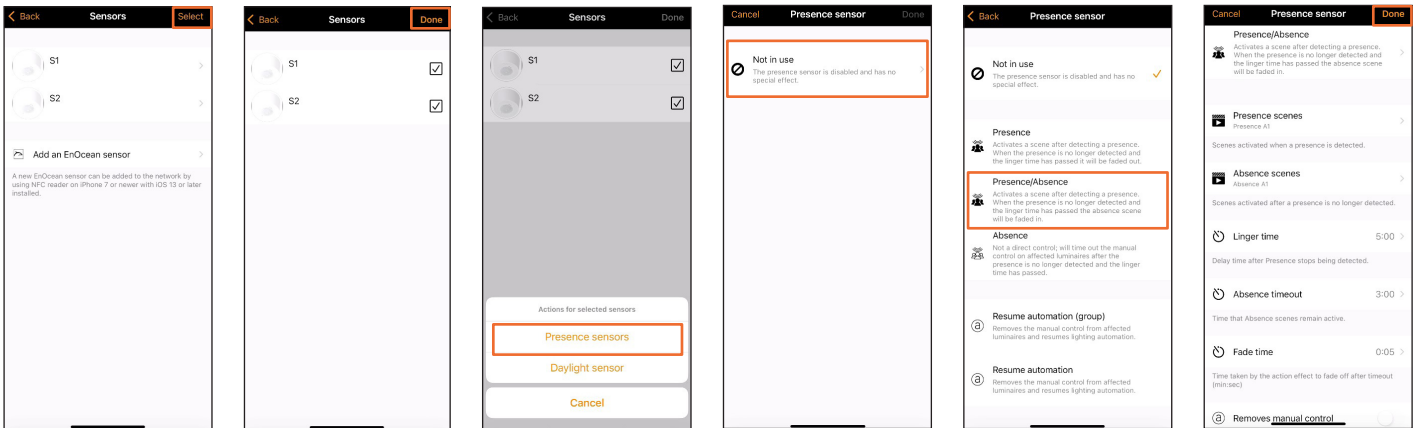 Back
Sensors
Select
S1
S2
Add an EnOcean sensor
A new EnOcean sensor can be added to the network by
using NFC reader on iPhone 7 or newer with iOS 13 or later
installed.
Back
Sensors
Done
S1
S2
Back
Sensors
Done
S1
S2
Actions for selected sensors
Presence sensors
Daylight sensor
Cancel
Cancel
Presence sensor
Done
Not in use
The presence sensor is disabled and has no
special effect.
Back
Presence sensor
Not in use
The presence sensor is disabled and has no
special effect.
Presence
Activates a scene after detecting a presence.
When the presence is no longer detected and
the linger time has passed it will be faded out.
Presence/Absence
Activates a scene after detecting a presence.
When the presence is no longer detected and
the linger time has passed the absence scene
will be faded in.
Absence
Not a direct control; will time out the manual
control on affected luminaires after the
presence is no longer detected and the linger
time has passed.
Resume automation (group)
Removes the manual control from affected
luminaires and resumes lighting automation.
Resume automation
Removes the manual control from affected
luminaires and resumes lighting automation.
Cancel
Presence sensor
Done
Presence/Absence
Activates a scene after detecting a presence.
When the presence is no longer detected and
the linger time has passed the absence scene
will be faded in.
Presence scenes
Presence A1
Scenes activated when a presence is detected.
Absence scenes
Absence A1
Scenes activated after a presence is no longer detected.
Linger time 5:00
Delay time after Presence stops being detected.
Absence timeout 3:00
Time that Absence scenes remain active.
Fade time 0:05
Time taken by the action effect to fade off after timeout
(min:sec)
Removes manual control